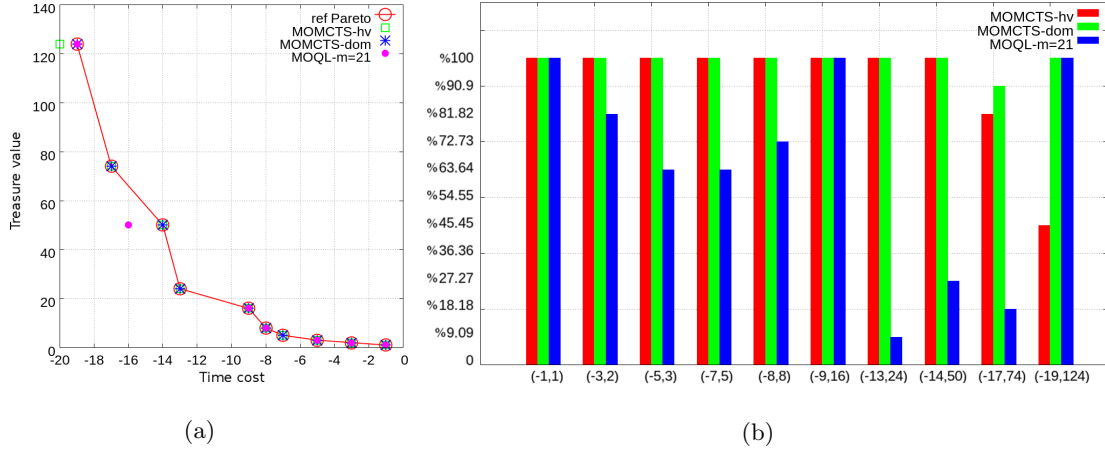 ref Pareto
MOMCTS-hv
MOMCTS-dom
MOQL-m=21
140
120
100
80
60
40
20
0
Treasure value
-20 -18 -16 -14 -12 -10 -8 -6 -4 -2 0
Time cost
(a)
MOMCTS-hv
MOMCTS-dom
MOQL-m=21
%100
%90.9
%81.82
%72.73
%63.64
%54.55
%45.45
%36.36
%27.27
%18.18
%9.09
0
(-1,1) (-3,2) (-5,3) (-7,5) (-8,8) (-9,16) (-13,24) (-14,50) (-17,74) (-19,124)
(b)